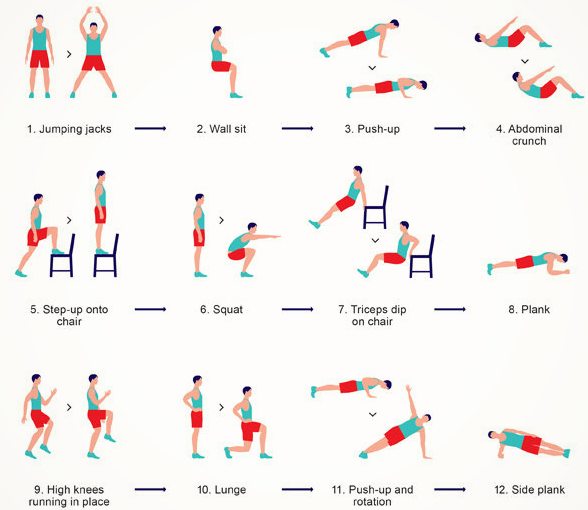 1. Jumping jacks
2. Wall sit
3. Push-up
4. Abdominal
crunch
5. Step-up onto
chair
6. Squat
7. Triceps dip
on chair
8. Plank
9. High knees
running in place
10. Lunge
11. Push-up and
rotation
12. Side plank